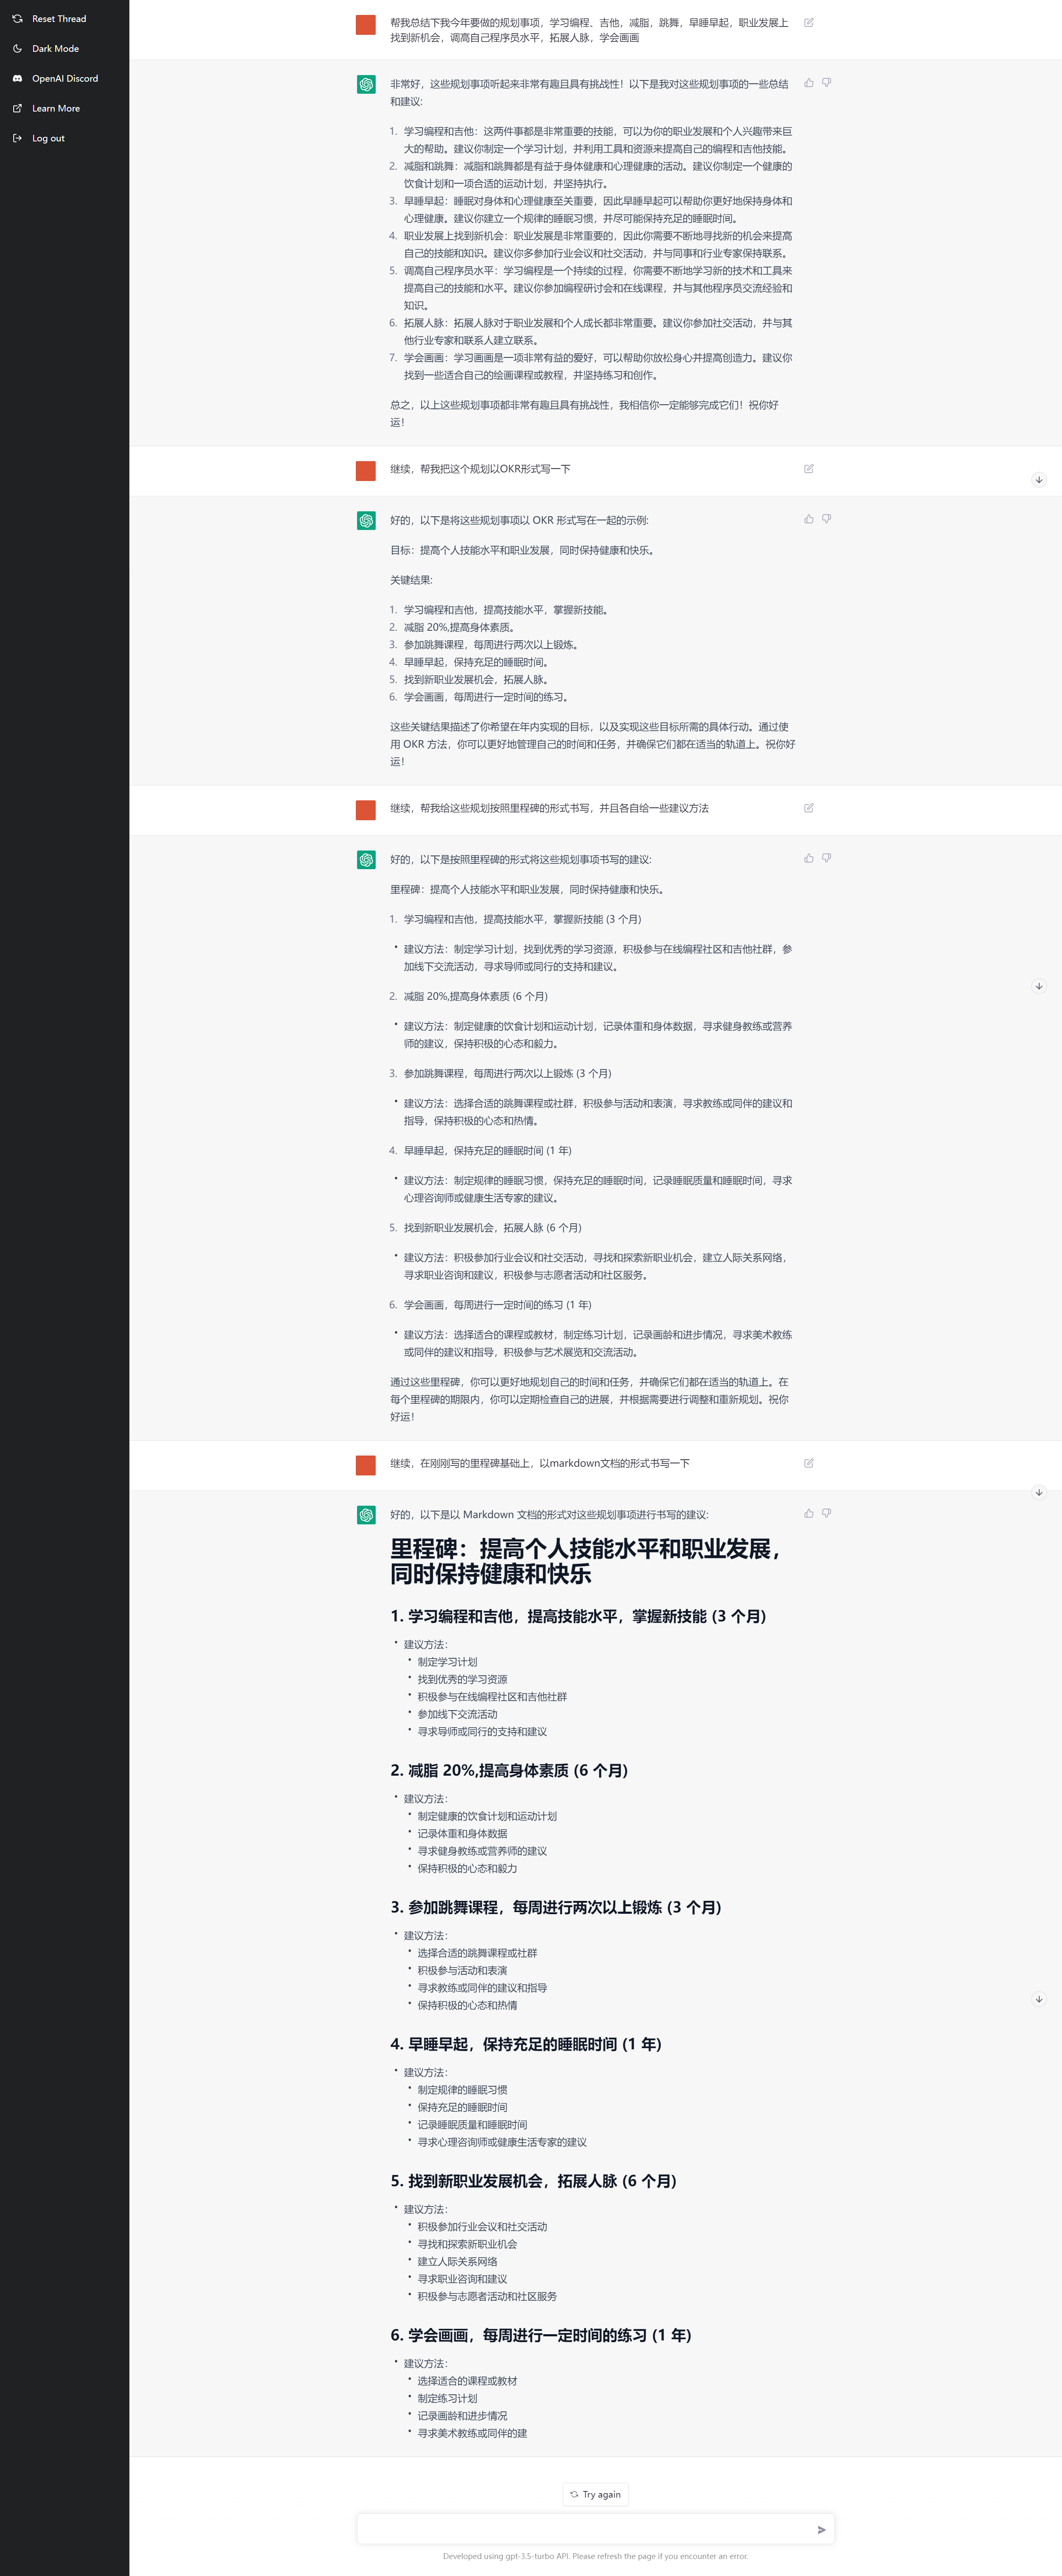 Reset Thread
Dark Mode
OpenAI Discord
Learn More
Log out
帮我总结下我今年要做的规划事项，学习编程、吉他，减脂，跳舞，早睡早起，职业发展上
找到新机会，调高自己程序员水平，拓展人脉，学会画画
非常好，这些规划事项听起来非常有趣且具有挑战性！以下是我对这些规划事项的一些总结
和建议:
1. 学习编程和吉他：这两件事都是非常重要的技能，可以为你的职业发展和个人兴趣带来巨
大的帮助。建议你制定一个学习计划，并利用工具和资源来提高自己的编程和吉他技能。
2. 减脂和跳舞：减脂和跳舞都是有益于身体健康和心理健康的活动。建议你制定一个健康的
饮食计划和一项合适的运动计划，并坚持执行。
3. 早睡早起：睡眠对身体和心理健康至关重要，因此早睡早起可以帮助你更好地保持身体和
心理健康。建议你建立一个规律的睡眠习惯，并尽可能保持充足的睡眠时间。
4. 职业发展上找到新机会：职业发展是非常重要的，因此你需要不断地寻找新的机会来提高
自己的技能和知识。建议你多参加行业会议和社交活动，并与同事和行业专家保持联系。
5. 调高自己程序员水平：学习编程是一个持续的过程，你需要不断地学习新的技术和工具来
提高自己的技能和水平。建议你参加编程研讨会和在线课程，并与其他程序员交流经验和
知识。
6. 拓展人脉：拓展人脉对于职业发展和个人成长都非常重要。建议你参加社交活动，并与其
他行业专家和联系人建立联系。
7. 学会画画：学习画画是一项非常有益的爱好，可以帮助你放松身心并提高创造力。建议你
找到一些适合自己的绘画课程或教程，并坚持练习和创作。
总之，以上这些规划事项都非常有趣且具有挑战性，我相信你一定能够完成它们！祝你好
运！
继续，帮我把这个规划以OKR形式写一下
好的，以下是将这些规划事项以 OKR 形式写在一起的示例:
目标：提高个人技能水平和职业发展，同时保持健康和快乐。
关键结果:
1. 学习编程和吉他，提高技能水平，掌握新技能。
2. 减脂 20%,提高身体素质。
3. 参加跳舞课程，每周进行两次以上锻炼。
4. 早睡早起，保持充足的睡眠时间。
5. 找到新职业发展机会，拓展人脉。
6. 学会画画，每周进行一定时间的练习。
这些关键结果描述了你希望在年内实现的目标，以及实现这些目标所需的具体行动。通过使
用 OKR 方法，你可以更好地管理自己的时间和任务，并确保它们都在适当的轨道上。祝你好
运！
继续，帮我给这些规划按照里程碑的形式书写，并且各自给一些建议方法
好的，以下是按照里程碑的形式将这些规划事项书写的建议:
里程碑：提高个人技能水平和职业发展，同时保持健康和快乐。
1. 学习编程和吉他，提高技能水平，掌握新技能 (3 个月)
• 建议方法：制定学习计划，找到优秀的学习资源，积极参与在线编程社区和吉他社群，参
加线下交流活动，寻求导师或同行的支持和建议。
2. 减脂 20%,提高身体素质 (6 个月)
• 建议方法：制定健康的饮食计划和运动计划，记录体重和身体数据，寻求健身教练或营养
师的建议，保持积极的心态和毅力。
3. 参加跳舞课程，每周进行两次以上锻炼 (3 个月)
• 建议方法：选择合适的跳舞课程或社群，积极参与活动和表演，寻求教练或同伴的建议和
指导，保持积极的心态和热情。
4. 早睡早起，保持充足的睡眠时间 (1 年)
• 建议方法：制定规律的睡眠习惯，保持充足的睡眠时间，记录睡眠质量和睡眠时间，寻求
心理咨询师或健康生活专家的建议。
5. 找到新职业发展机会，拓展人脉 (6 个月)
• 建议方法：积极参加行业会议和社交活动，寻找和探索新职业机会，建立人际关系网络，
寻求职业咨询和建议，积极参与志愿者活动和社区服务。
6. 学会画画，每周进行一定时间的练习 (1 年)
• 建议方法：选择适合的课程或教材，制定练习计划，记录画龄和进步情况，寻求美术教练
或同伴的建议和指导，积极参与艺术展览和交流活动。
通过这些里程碑，你可以更好地规划自己的时间和任务，并确保它们都在适当的轨道上。在
每个里程碑的期限内，你可以定期检查自己的进展，并根据需要进行调整和重新规划。祝你
好运！
继续，在刚刚写的里程碑基础上，以markdown文档的形式书写一下
好的，以下是以 Markdown 文档的形式对这些规划事项进行书写的建议:
里程碑：提高个人技能水平和职业发展，
同时保持健康和快乐
1. 学习编程和吉他，提高技能水平，掌握新技能 (3 个月)
• 建议方法：
• 制定学习计划
• 找到优秀的学习资源
• 积极参与在线编程社区和吉他社群
• 参加线下交流活动
• 寻求导师或同行的支持和建议
2. 减脂 20%,提高身体素质 (6 个月)
• 建议方法：
• 制定健康的饮食计划和运动计划
• 记录体重和身体数据
• 寻求健身教练或营养师的建议
• 保持积极的心态和毅力
3. 参加跳舞课程，每周进行两次以上锻炼 (3 个月)
• 建议方法：
• 选择合适的跳舞课程或社群
• 积极参与活动和表演
• 寻求教练或同伴的建议和指导
• 保持积极的心态和热情
4. 早睡早起，保持充足的睡眠时间 (1 年)
• 建议方法：
• 制定规律的睡眠习惯
• 保持充足的睡眠时间
• 记录睡眠质量和睡眠时间
• 寻求心理咨询师或健康生活专家的建议
5. 找到新职业发展机会，拓展人脉 (6 个月)
• 建议方法：
• 积极参加行业会议和社交活动
• 寻找和探索新职业机会
• 建立人际关系网络
• 寻求职业咨询和建议
• 积极参与志愿者活动和社区服务
6. 学会画画，每周进行一定时间的练习 (1 年)
• 建议方法：
• 选择适合的课程或教材
• 制定练习计划
• 记录画龄和进步情况
• 寻求美术教练或同伴的建
Try again
Developed using gpt-3.5-turbo API. Please refresh the page if you encounter an error.